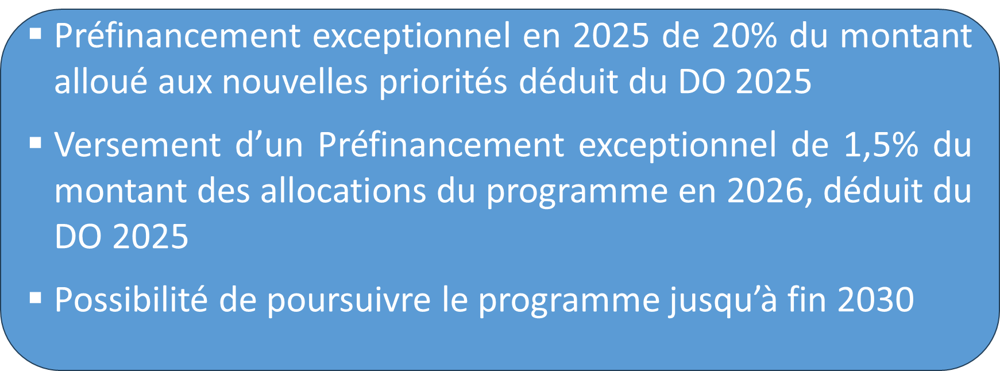 ▪ Préfinancement exceptionnel en 2025 de 20% du montant
alloué aux nouvelles priorités déduit du DO 2025
▪ Versement d’un Préfinancement exceptionnel de 1,5% du
montant des allocations du programme en 2026, déduit du
DO 2025
▪ Possibilité de poursuivre le programme jusqu’à fin 2030